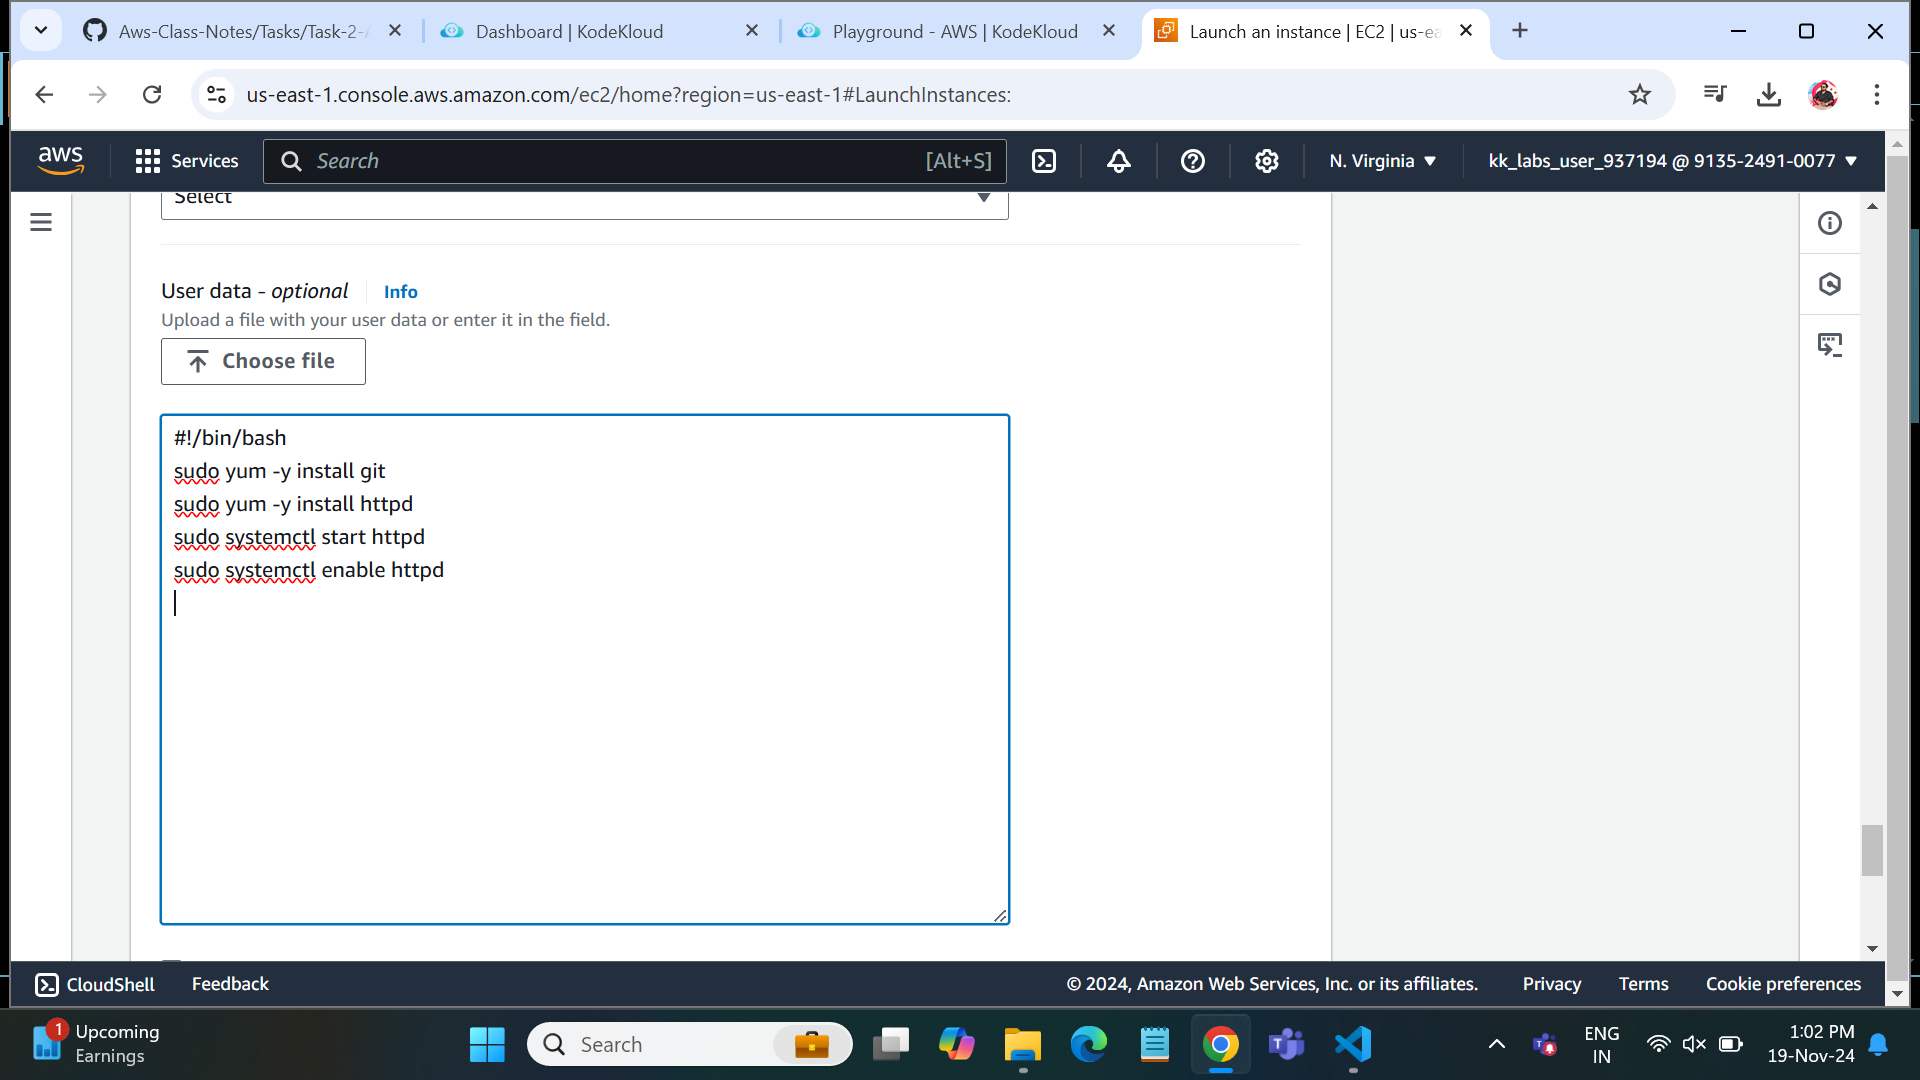 Aws-Class-Notes/Tasks/Task-2-
Dashboard | KodeKloud
Playground - AWS | KodeKloud
Launch an instance | EC2 | us-ea
us-east-1.console.aws.amazon.com/ec2/home?region=us-east-1#LaunchInstances:
aws
Services
Search
[Alt+S]
N. Virginia
kk_labs_user_937194 @ 9135-2491-0077
Select
User data - optional
Info
Upload a file with your user data or enter it in the field.
Choose file
#!/bin/bash
sudo yum -y install git
sudo yum -y install httpd
sudo systemctl start httpd
sudo systemctl enable httpd
CloudShell
Feedback
© 2024, Amazon Web Services, Inc. or its affiliates.
Privacy
Terms
Cookie preferences
1
Upcoming
Earnings
Search
ENG
IN
1:02 PM
19-Nov-24